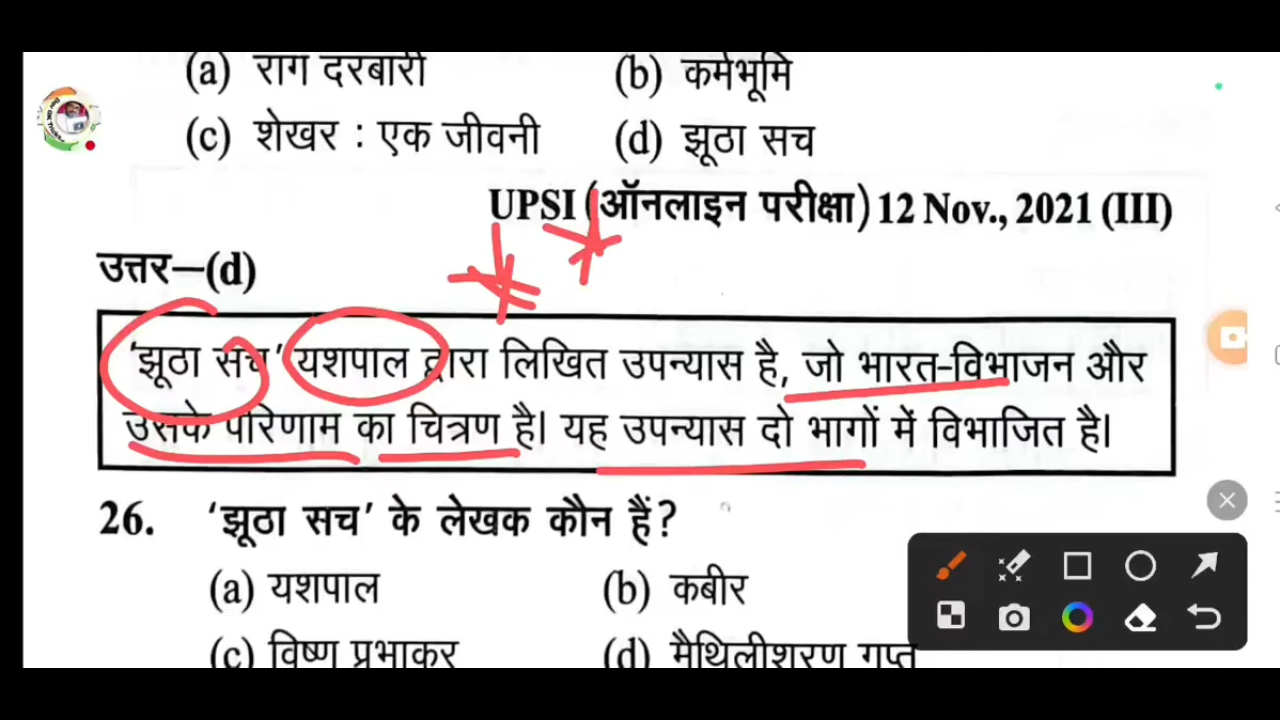 (a) राग दरबारी (b) कर्मभूमि
(c) शेखर : एक जीवनी (d) झूठा सच
UPSI (ऑनलाइन परीक्षा) 12 Nov., 2021 (III)
उत्तर—(d)
'झूठा सच' यशपाल द्वारा लिखित उपन्यास है, जो भारत-विभाजन और
उसके परिणाम का चित्रण है। यह उपन्यास दो भागों में विभाजित है।
26. 'झूठा सच' के लेखक कौन हैं?
(a) यशपाल (b) कबीर
(c) विष्णु प्रभाकर (d) मैथिलीशरण गुप्त